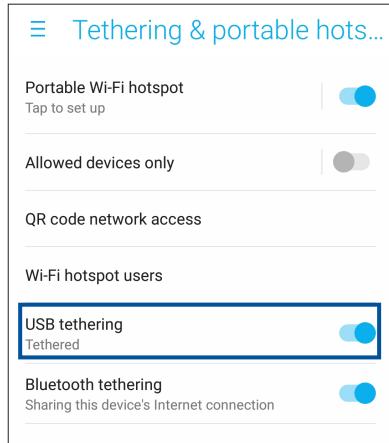 Tethering & portable hots...
Portable Wi-Fi hotspot
Tap to set up
Allowed devices only
QR code network access
Wi-Fi hotspot users
USB tethering
Tethered
Bluetooth tethering
Sharing this device's Internet connection